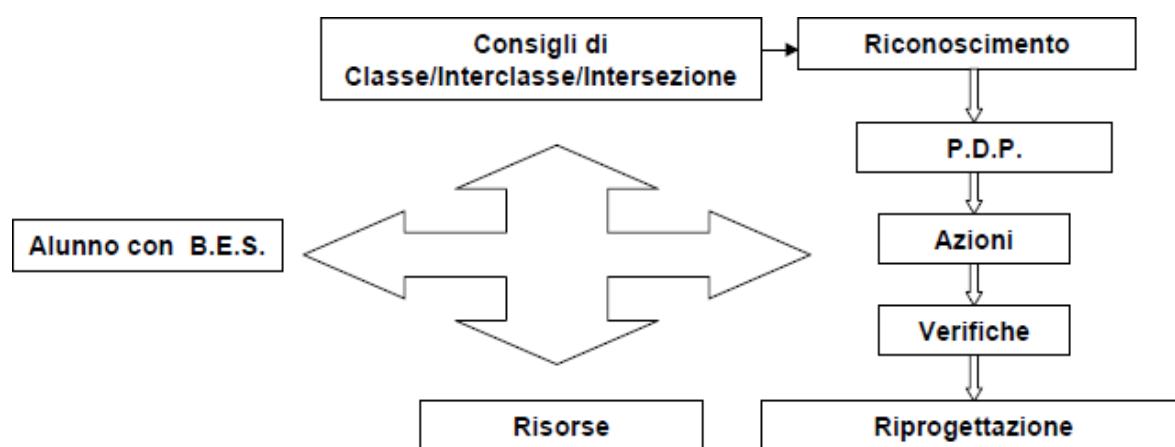 Consigli di
Classe/Interclasse/Intersezione
Riconoscimento
P.D.P.
Alunno con B.E.S.
Azioni
Verifiche
Risorse
Riprogettazione